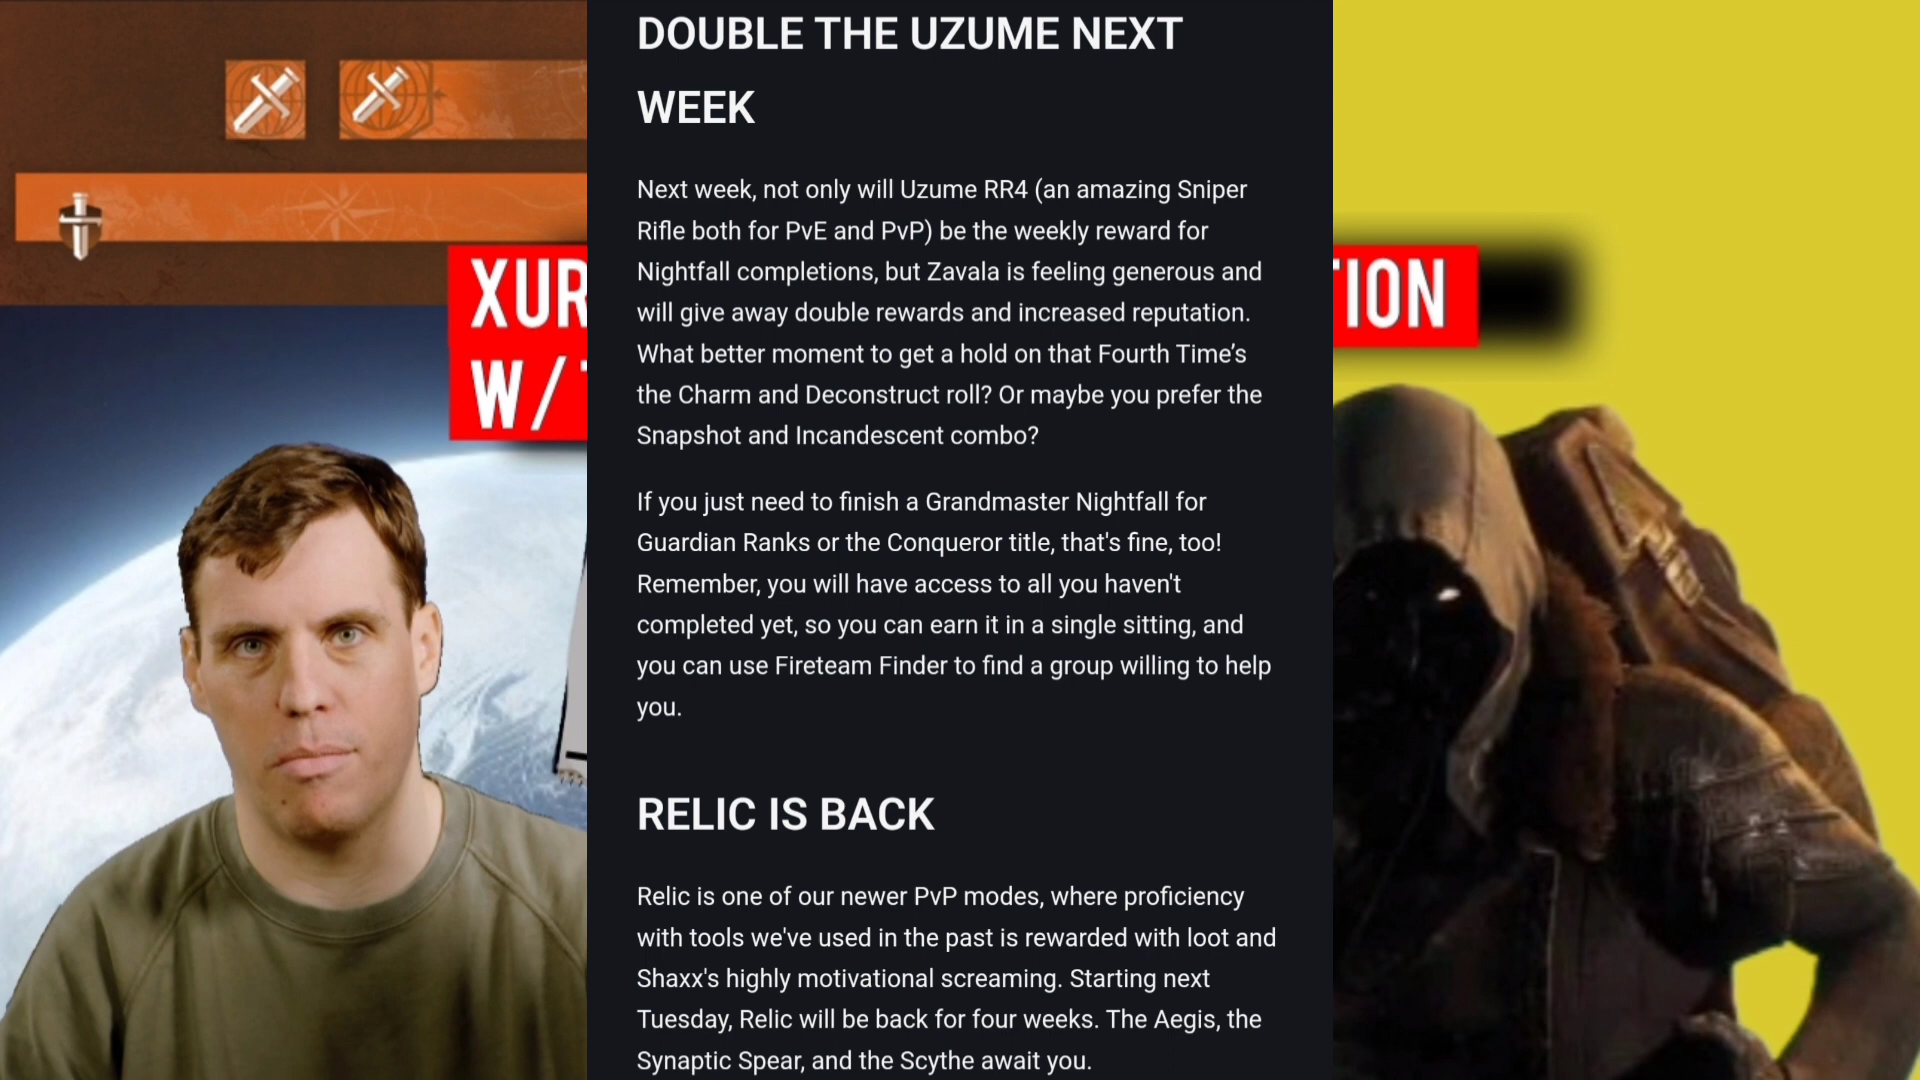 DOUBLE THE UZUME NEXT
WEEK
Next week, not only will Uzume RR4 (an amazing Sniper
Rifle both for PvE and PvP) be the weekly reward for
Nightfall completions, but Zavala is feeling generous and
will give away double rewards and increased reputation.
What better moment to get a hold on that Fourth Time’s
the Charm and Deconstruct roll? Or maybe you prefer the
Snapshot and Incandescent combo?
If you just need to finish a Grandmaster Nightfall for
Guardian Ranks or the Conqueror title, that's fine, too!
Remember, you will have access to all you haven't
completed yet, so you can earn it in a single sitting, and
you can use Fireteam Finder to find a group willing to help
you.
RELIC IS BACK
Relic is one of our newer PvP modes, where proficiency
with tools we've used in the past is rewarded with loot and
Shaxx's highly motivational screaming. Starting next
Tuesday, Relic will be back for four weeks. The Aegis, the
Synaptic Spear, and the Scythe await you.
XUR
W/
ION